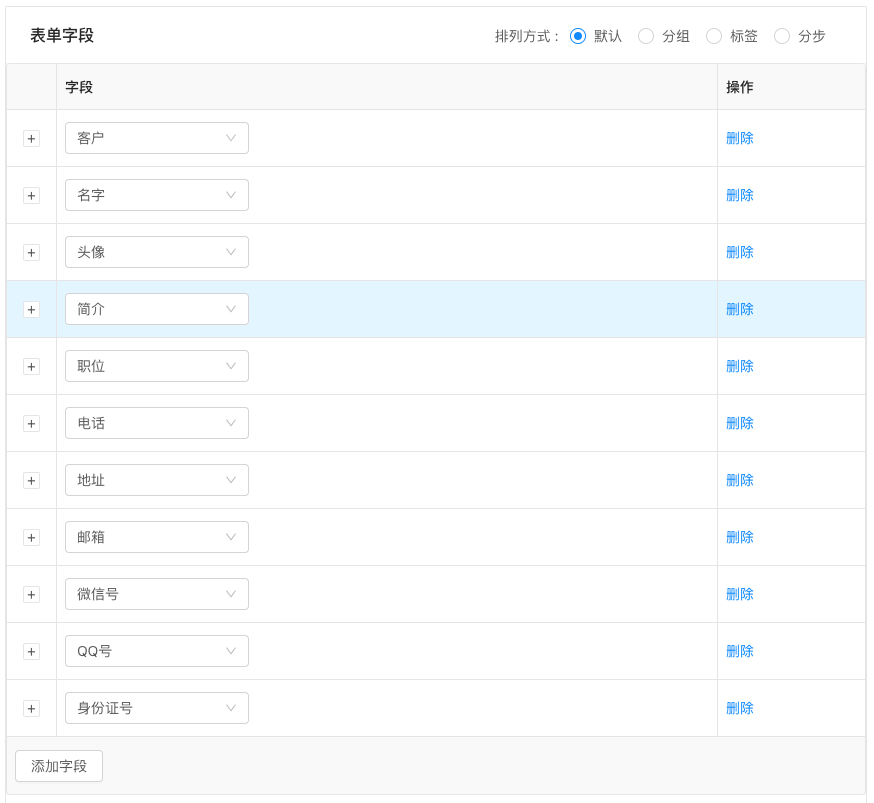 表单字段 排列方式： 默认 分组 标签 分步
字段 操作
+ 客户 删除
+ 名字 删除
+ 头像 删除
+ 简介 删除
+ 职位 删除
+ 电话 删除
+ 地址 删除
+ 邮箱 删除
+ 微信号 删除
+ QQ号 删除
+ 身份证号 删除
添加字段